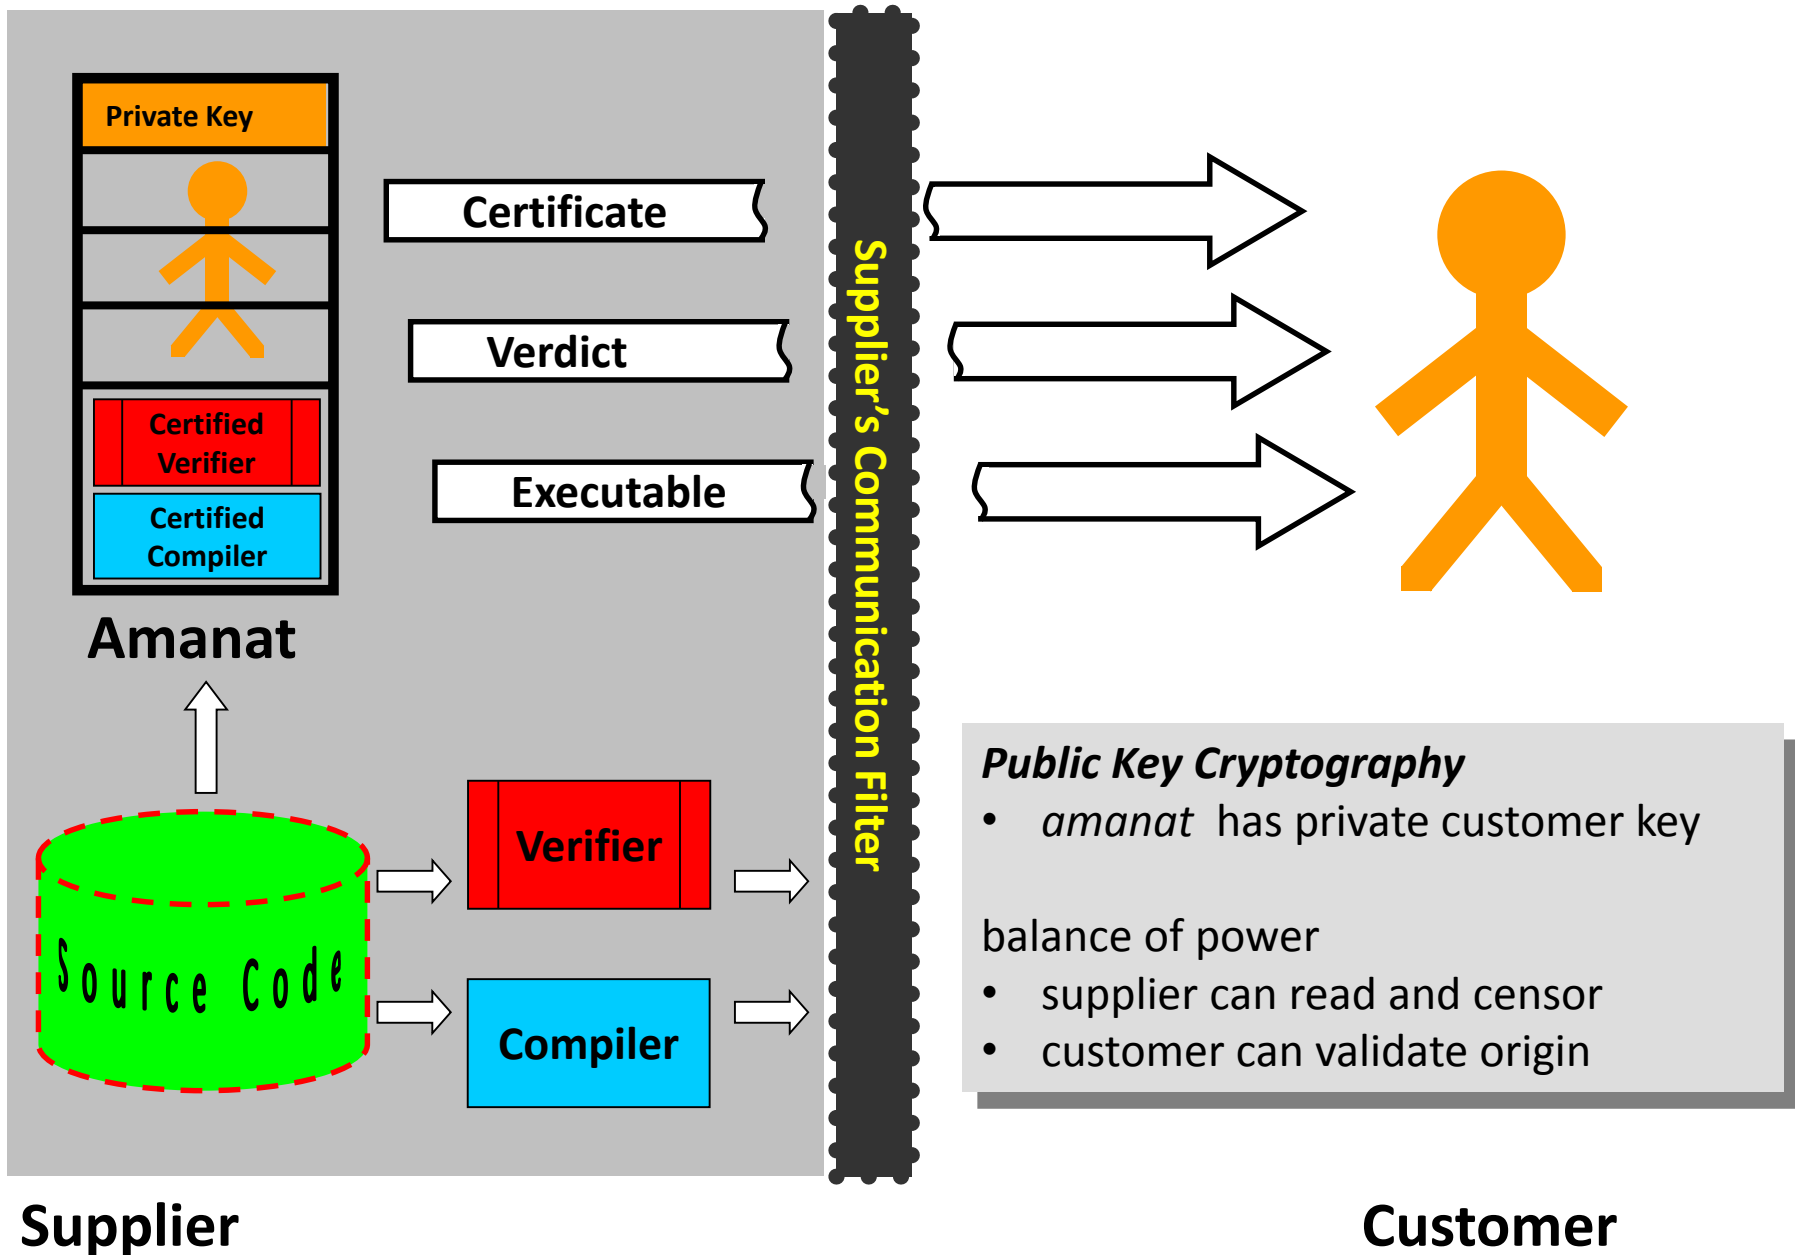 Private Key
Certificate
Verdict
Executable
Certified
Verifier
Certified
Compiler
Amanat
Supplier's Communication Filter
Source Code
Verifier
Compiler
Public Key Cryptography
• amanat has private customer key
balance of power
• supplier can read and censor
• customer can validate origin
Supplier
Customer